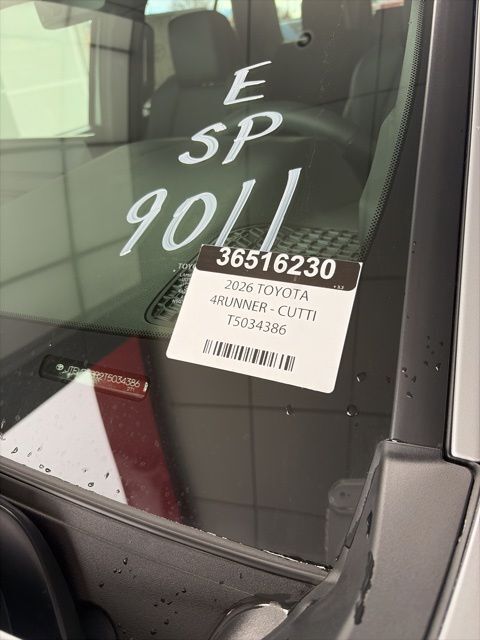 E
SP
9011
36516230
2026 TOYOTA
4RUNNER - CUTTI
T5034386